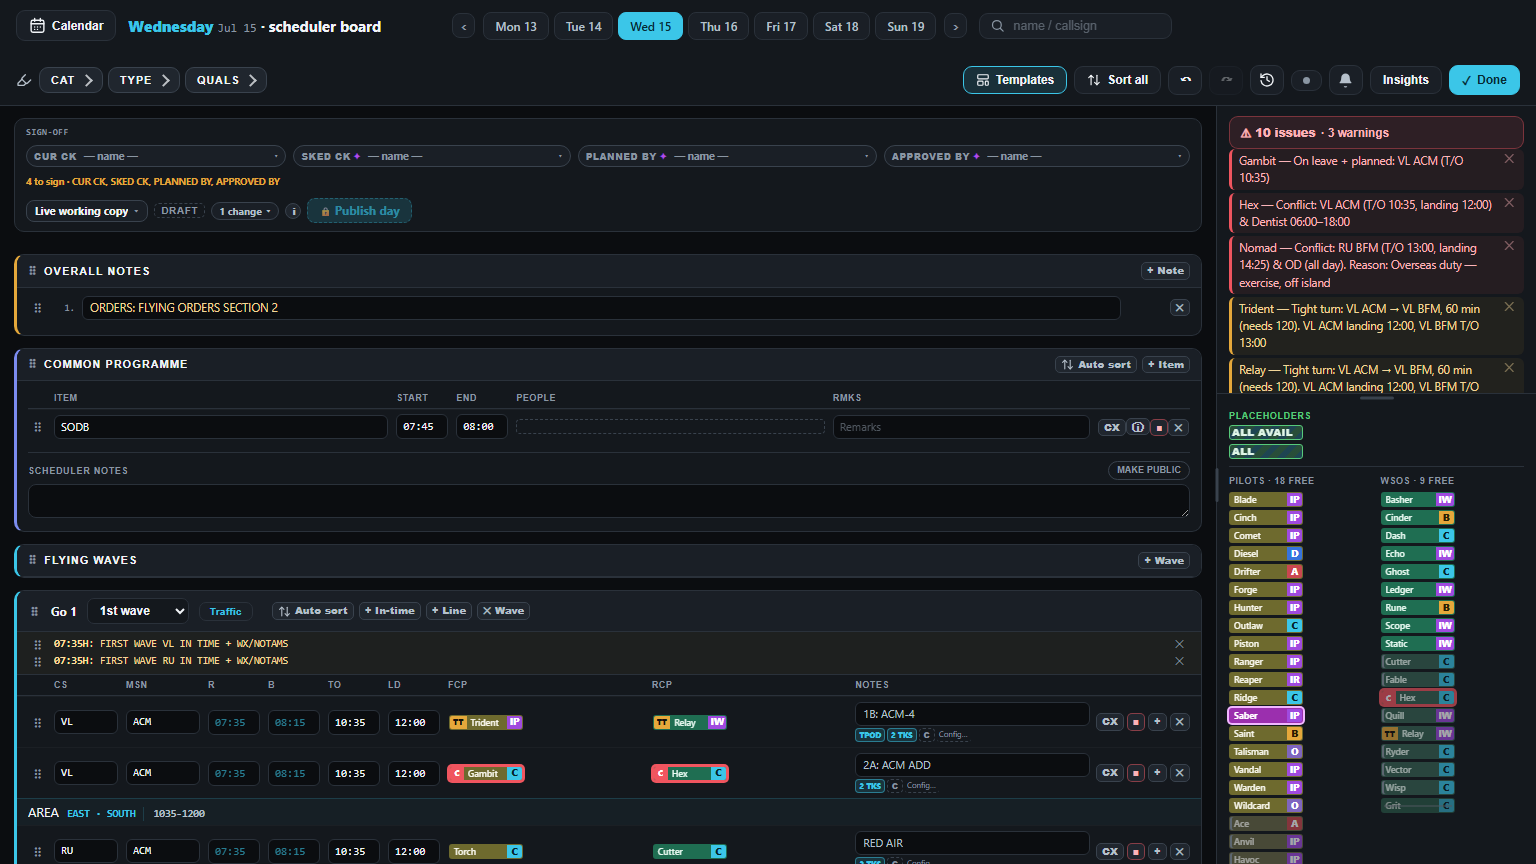 Calendar
Wednesday Jul 15 · scheduler board
Mon 13
Tue 14
Wed 15
Thu 16
Fri 17
Sat 18
Sun 19
name / callsign
CAT
TYPE
QUALS
Templates
Sort all
Insights
✓ Done
SIGN-OFF
CUR CK — name —
SKED CK — name —
PLANNED BY — name —
APPROVED BY — name —
4 to sign · CUR CK, SKED CK, PLANNED BY, APPROVED BY
Live working copy
DRAFT
1 change
i
Publish day
OVERALL NOTES
+ Note
1. ORDERS: FLYING ORDERS SECTION 2
COMMON PROGRAMME
Auto sort
+ Item
ITEM START END PEOPLE RMKS
SODB 07:45 08:00 Remarks CX
SCHEDULER NOTES
MAKE PUBLIC
FLYING WAVES
+ Wave
Go 1 1st wave Traffic Auto sort + In-time + Line X Wave
07:35H: FIRST WAVE VL IN TIME + WX/NOTAMS
07:35H: FIRST WAVE RU IN TIME + WX/NOTAMS
CS MSN R B TO LD FCP RCP NOTES
VL ACM 07:35 08:15 10:35 12:00 TT Trident IP TT Relay IW 1B: ACM-4 CX
TPOD 2 TKS C Config...
VL ACM 07:35 08:15 10:35 12:00 C Gambit C C Hex C 2A: ACM ADD CX
2 TKS C Config...
AREA EAST · SOUTH 1035-1200
RU ACM 07:35 08:15 10:35 12:00 Torch C Cutter C RED AIR CX
2 TKS C Config...
⚠ 10 issues · 3 warnings
Gambit — On leave + planned: VL ACM (T/O
10:35)
Hex — Conflict: VL ACM (T/O 10:35, landing 12:00)
& Dentist 06:00–18:00
Nomad — Conflict: RU BFM (T/O 13:00, landing
14:25) & OD (all day). Reason: Overseas duty —
exercise, off island
Trident — Tight turn: VL ACM → VL BFM, 60 min
(needs 120). VL ACM landing 12:00, VL BFM T/O
13:00
Relay — Tight turn: VL ACM → VL BFM, 60 min
(needs 120). VL ACM landing 12:00, VL BFM T/O
PLACEHOLDERS
ALL AVAIL
ALL
PILOTS · 18 FREE
Blade IP
Cinch IP
Comet IP
Diesel D
Drifter A
Forge IP
Hunter IP
Outlaw C
Piston IP
Ranger IP
Reaper IR
Ridge C
Saber IP
Saint B
Talisman O
Vandal IP
Warden IP
Wildcard O
Ace A
Anvil IP
Havoc IP
WSOS · 9 FREE
Basher IW
Cinder B
Dash C
Echo IW
Ghost C
Ledger IW
Rune B
Scope IW
Static IW
Cutter C
Fable C
C Hex C
Quill IW
TT Relay IW
Ryder C
Vector C
Wisp C
Grit C